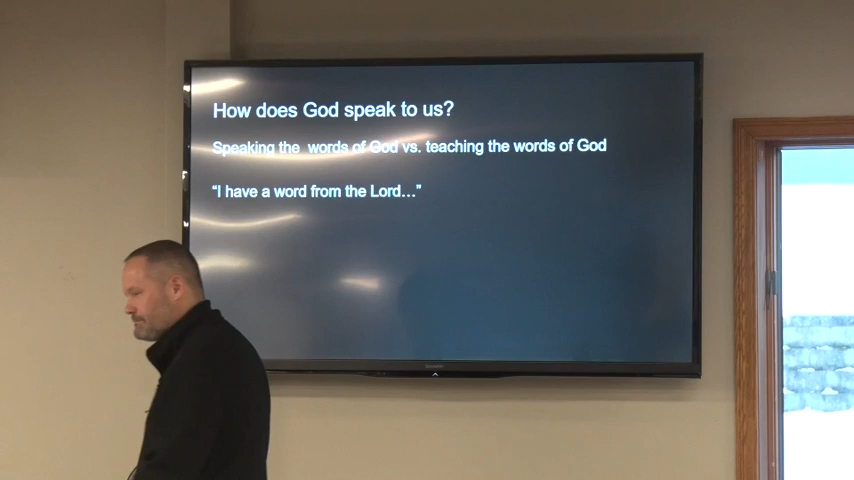 How does God speak to us?
Speaking the words of God vs. teaching the words of God
“I have a word from the Lord…”
SHARP